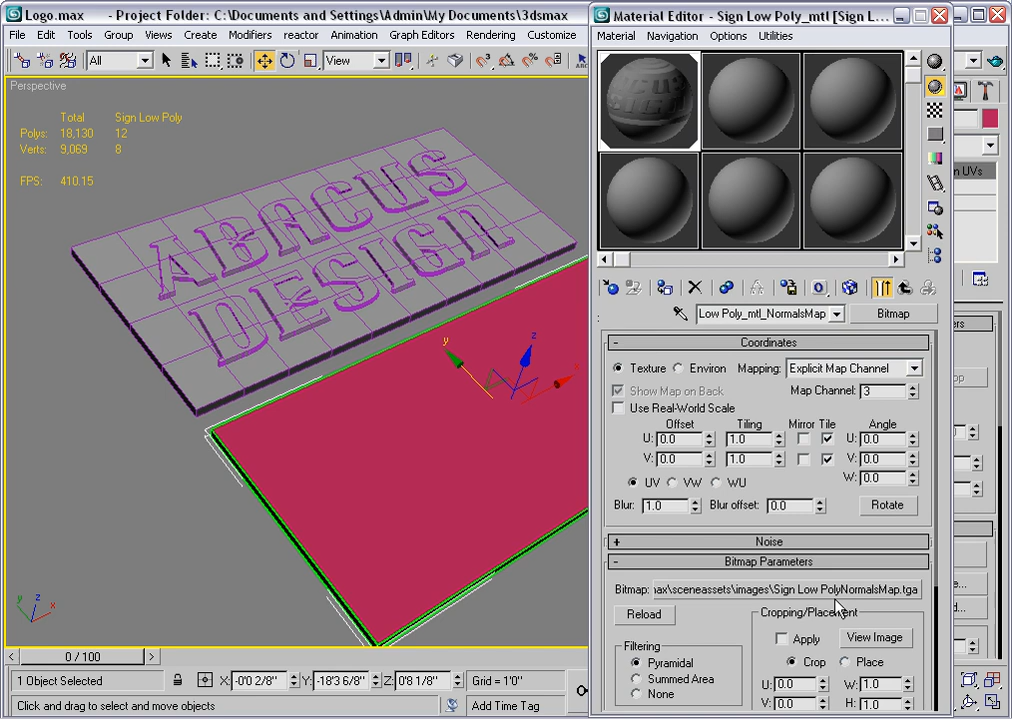 Logo.max - Project Folder: C:\Documents and Settings\Admin\My Documents\3dsmax
File Edit Tools Group Views Create Modifiers reactor Animation Graph Editors Rendering Customize
All
View
Perspective
Total Sign Low Poly
Polys: 18,130 12
Verts: 9,069 8
FPS: 410.15
ABACUS
DESIGN
y
z
x
z
y
x
0 / 100
1 Object Selected
X: -0'0 2/8" Y: -18'3 6/8" Z: 0'8 1/8"
Grid = 1'0"
Click and drag to select and move objects
Add Time Tag
Material Editor - Sign Low Poly_mtl [Sign L...
Material Navigation Options Utilities
Low Poly_mtl_NormalsMap
Bitmap
- Coordinates
Texture Environ Mapping: Explicit Map Channel
Show Map on Back Map Channel: 3
Use Real-World Scale
Offset Tiling Mirror Tile Angle
U: 0.0 1.0 U: 0.0
V: 0.0 1.0 V: 0.0
W: 0.0
UV VW WU
Blur: 1.0 Blur offset: 0.0 Rotate
+ Noise
- Bitmap Parameters
Bitmap: ax\sceneassets\images\Sign Low PolyNormalsMap.tga
Reload
Cropping/Placement
Apply View Image
Crop Place
U: 0.0 W: 1.0
V: 0.0 H: 1.0
Filtering
Pyramidal
Summed Area
None
n UVs